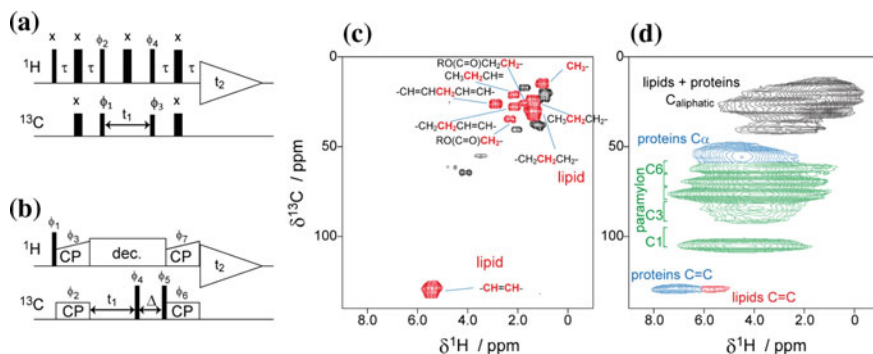 (a)
x x ϕ2 x ϕ4 x
1H τ τ τ τ
t2
x ϕ1 ϕ3 x
13C t1
(b)
ϕ1
ϕ3 ϕ7
1H CP dec. CP
t2
ϕ2 ϕ4 ϕ5 ϕ6
13C CP t1 Δ CP
(c)
0
50
100
δ13C / ppm
RO(C=O)CH2CH2-
CH3CH2CH=
-CH=CHCH2CH=CH-
CH3-
-CH2CH2CH=CH-
RO(C=O)CH2-
CH3CH2CH2-
-CH2CH2CH2-
lipid
lipid
-CH=CH-
8.0 6.0 4.0 2.0 0
δ1H / ppm
(d)
0
50
100
lipids + proteins
Caliphatic
proteins Cα
paramylon
C6
C3
C1
proteins C=C
lipids C=C
8.0 6.0 4.0 2.0 0
δ1H / ppm